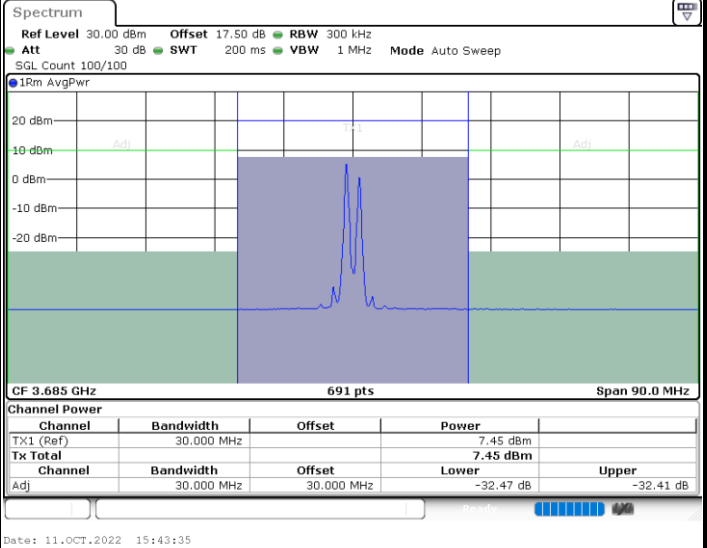 Spectrum
Ref Level 30.00 dBm Offset 17.50 dB RBW 300 kHz
Att 30 dB SWT 200 ms VBW 1 MHz Mode Auto Sweep
SGL Count 100/100
1Rm AvgPwr
20 dBm
TX1
Adj Adj
10 dBm
0 dBm
-10 dBm
-20 dBm
CF 3.685 GHz 691 pts Span 90.0 MHz
Channel Power
Channel Bandwidth Offset Power
TX1 (Ref) 30.000 MHz 7.45 dBm
Tx Total 7.45 dBm
Channel Bandwidth Offset Lower Upper
Adj 30.000 MHz 30.000 MHz -32.47 dB -32.41 dB
Ready
Date: 11.OCT.2022 15:43:35